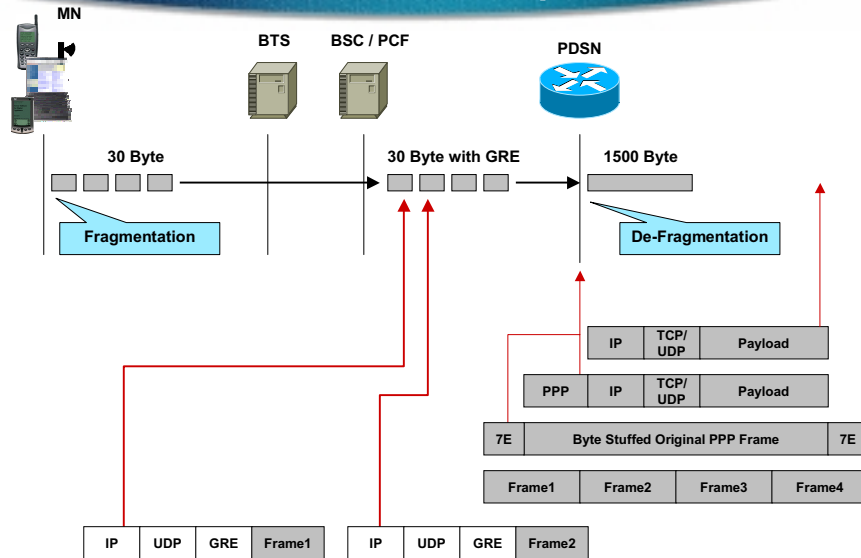 MN
BTS
BSC / PCF
PDSN
30 Byte
30 Byte with GRE
1500 Byte
Fragmentation
De-Fragmentation
IP
TCP/
UDP
Payload
PPP
IP
TCP/
UDP
Payload
7E
Byte Stuffed Original PPP Frame
7E
Frame1
Frame2
Frame3
Frame4
IP
UDP
GRE
Frame1
IP
UDP
GRE
Frame2